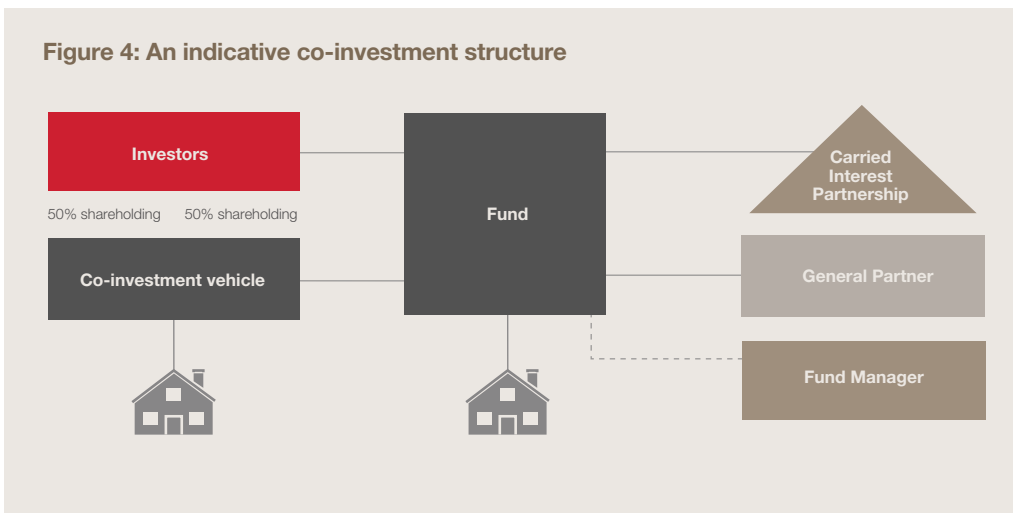 Figure 4: An indicative co-investment structure
Investors
50% shareholding 50% shareholding
Co-investment vehicle
Fund
Carried
Interest
Partnership
General Partner
Fund Manager